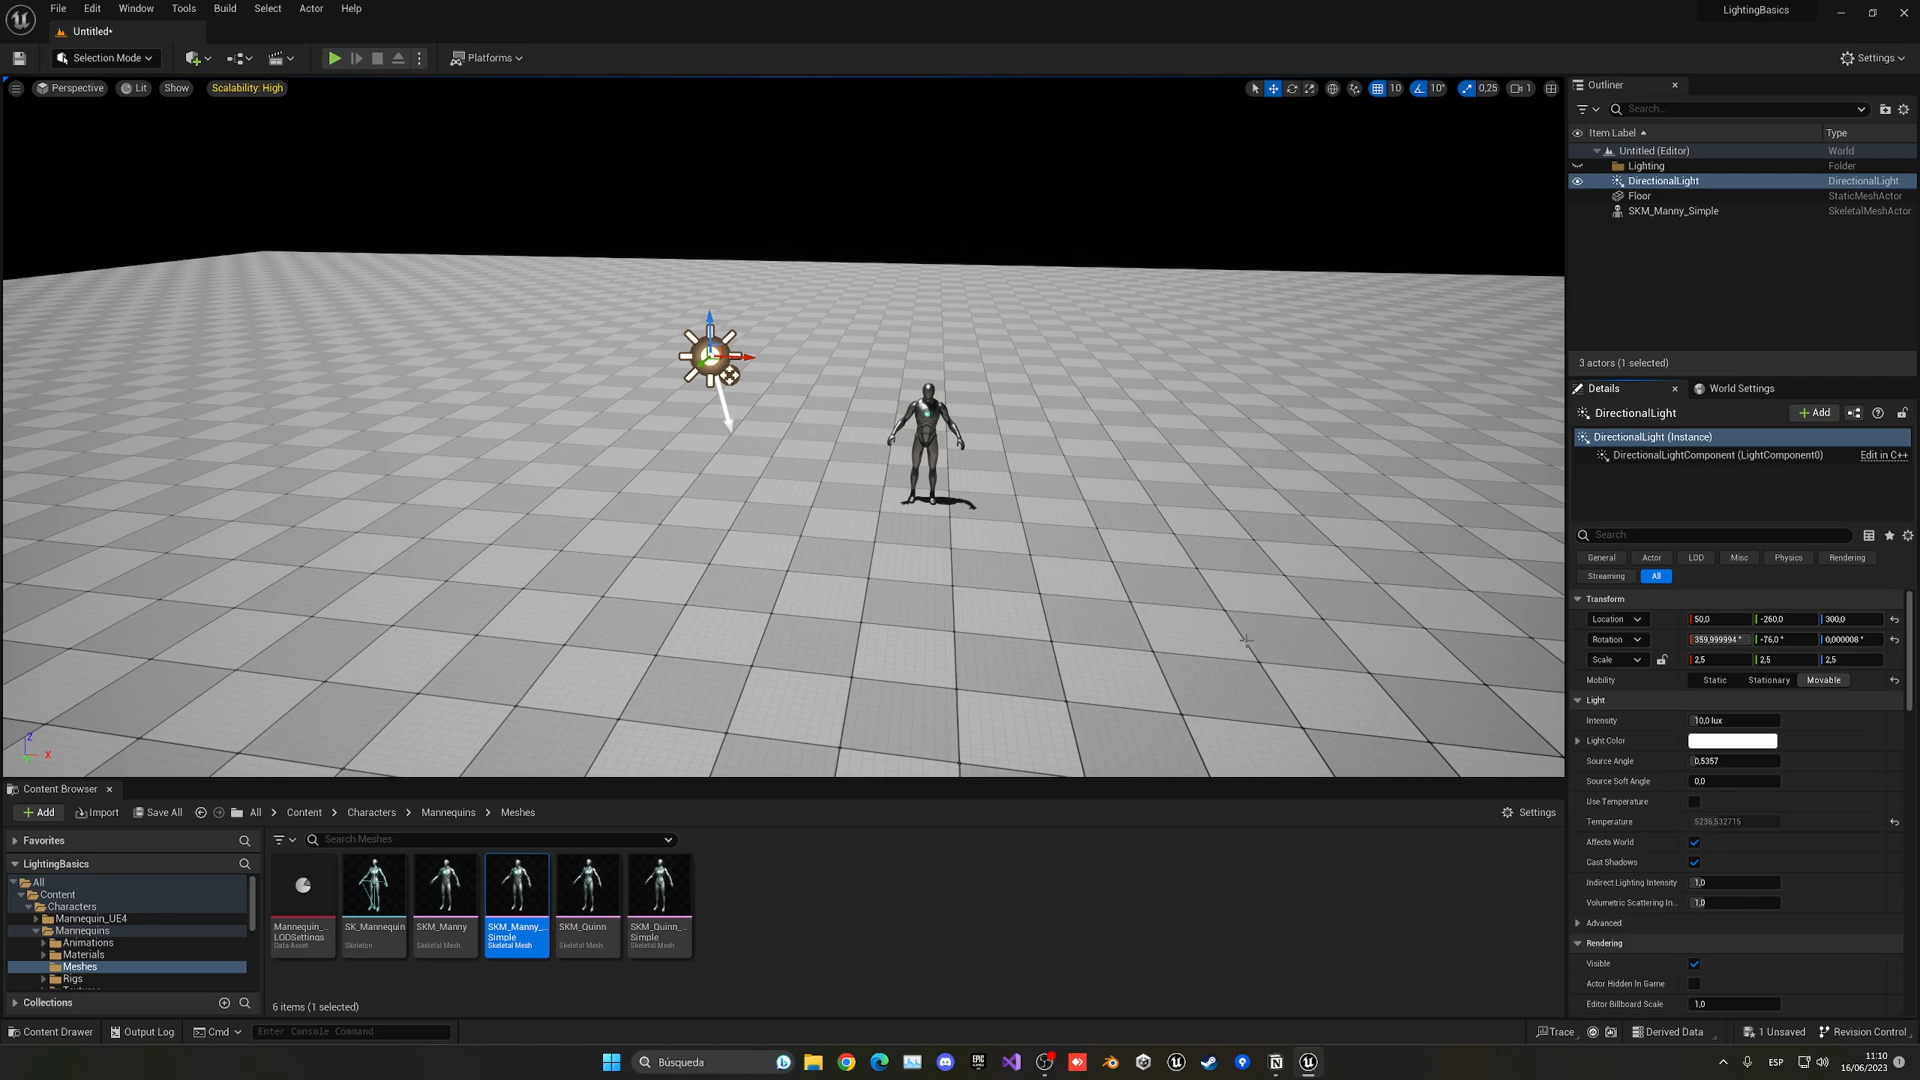 File Edit Window Tools Build Select Actor Help
LightingBasics
Untitled*
Selection Mode
Platforms
Settings
Perspective Lit Show Scalability: High
10 10° 0,25 1
Outliner
Search...
Item Label Type
Untitled (Editor) World
Lighting Folder
DirectionalLight DirectionalLight
Floor StaticMeshActor
SKM_Manny_Simple SkeletalMeshActor
3 actors (1 selected)
Details World Settings
DirectionalLight Add
DirectionalLight (Instance)
DirectionalLightComponent (LightComponent0) Edit in C++
Search
General Actor LOD Misc Physics Rendering
Streaming All
Transform
Location 50,0 -260,0 300,0
Rotation 359,999994 ° -76,0 ° 0,000008 °
Scale 2,5 2,5 2,5
Mobility Static Stationary Movable
Light
Intensity 10,0 lux
Light Color
Source Angle 0,5357
Source Soft Angle 0,0
Use Temperature
Temperature 5236,532715
Affects World
Cast Shadows
Indirect Lighting Intensity 1,0
Volumetric Scattering In.. 1,0
Advanced
Rendering
Visible
Actor Hidden In Game
Editor Billboard Scale 1,0
Z
X
Y
Content Browser
Add Import Save All All Content Characters Mannequins Meshes Settings
Favorites
Search Meshes
LightingBasics
All
Content
Characters
Mannequin_UE4
Mannequins
Animations
Materials
Meshes
Rigs
Collections
Mannequin_..
LODSettings
Data Asset
SK_Mannequin
Skeleton
SKM_Manny
Skeletal Mesh
SKM_Manny_..
Simple
Skeletal Mesh
SKM_Quinn
Skeletal Mesh
SKM_Quinn_..
Simple
Skeletal Mesh
6 items (1 selected)
Content Drawer Output Log Cmd Enter Console Command
Trace Derived Data 1 Unsaved Revision Control
Búsqueda
EPIC
GAMES
ESP
11:10
16/06/2023
1